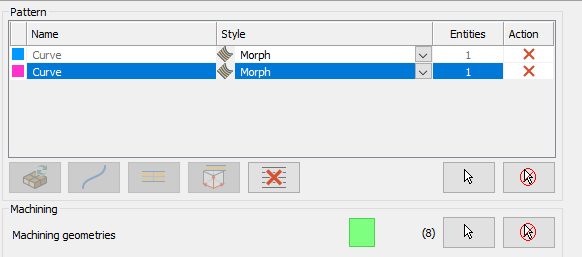 Pattern
Name Style Entities Action
Curve Morph 1
Curve Morph 1
Machining
Machining geometries (8)